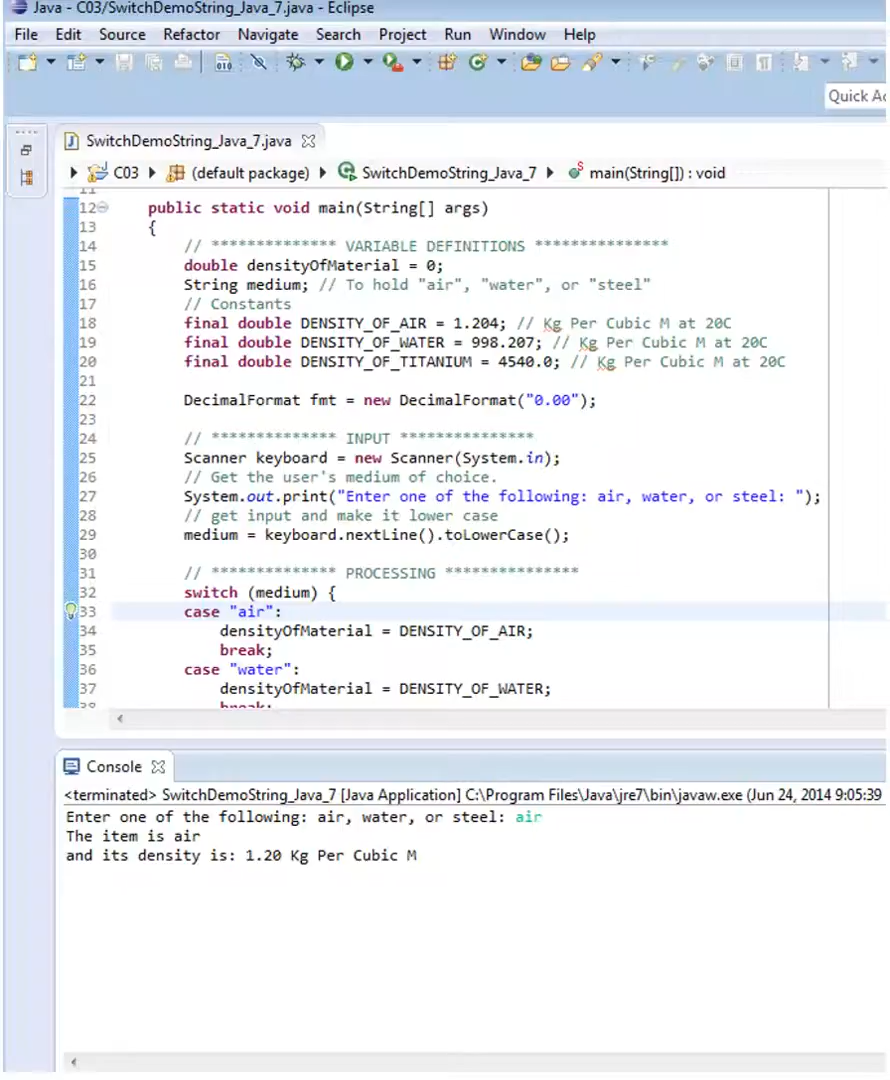 Java - C03/SwitchDemoString_Java_7.java - Eclipse
File Edit Source Refactor Navigate Search Project Run Window Help
010
Quick Ac
SwitchDemoString_Java_7.java
C03 (default package) SwitchDemoString_Java_7 main(String[]) : void
11
12 public static void main(String[] args)
13 {
14 // ************** VARIABLE DEFINITIONS ***************
15 double densityOfMaterial = 0;
16 String medium; // To hold "air", "water", or "steel"
17 // Constants
18 final double DENSITY_OF_AIR = 1.204; // Kg Per Cubic M at 20C
19 final double DENSITY_OF_WATER = 998.207; // Kg Per Cubic M at 20C
20 final double DENSITY_OF_TITANIUM = 4540.0; // Kg Per Cubic M at 20C
21
22 DecimalFormat fmt = new DecimalFormat("0.00");
23
24 // ************** INPUT ***************
25 Scanner keyboard = new Scanner(System.in);
26 // Get the user's medium of choice.
27 System.out.print("Enter one of the following: air, water, or steel: ");
28 // get input and make it lower case
29 medium = keyboard.nextLine().toLowerCase();
30
31 // ************** PROCESSING ***************
32 switch (medium) {
33 case "air":
34 densityOfMaterial = DENSITY_OF_AIR;
35 break;
36 case "water":
37 densityOfMaterial = DENSITY_OF_WATER;
38 break;
Console
<terminated> SwitchDemoString_Java_7 [Java Application] C:\Program Files\Java\jre7\bin\javaw.exe (Jun 24, 2014 9:05:39
Enter one of the following: air, water, or steel: air
The item is air
and its density is: 1.20 Kg Per Cubic M